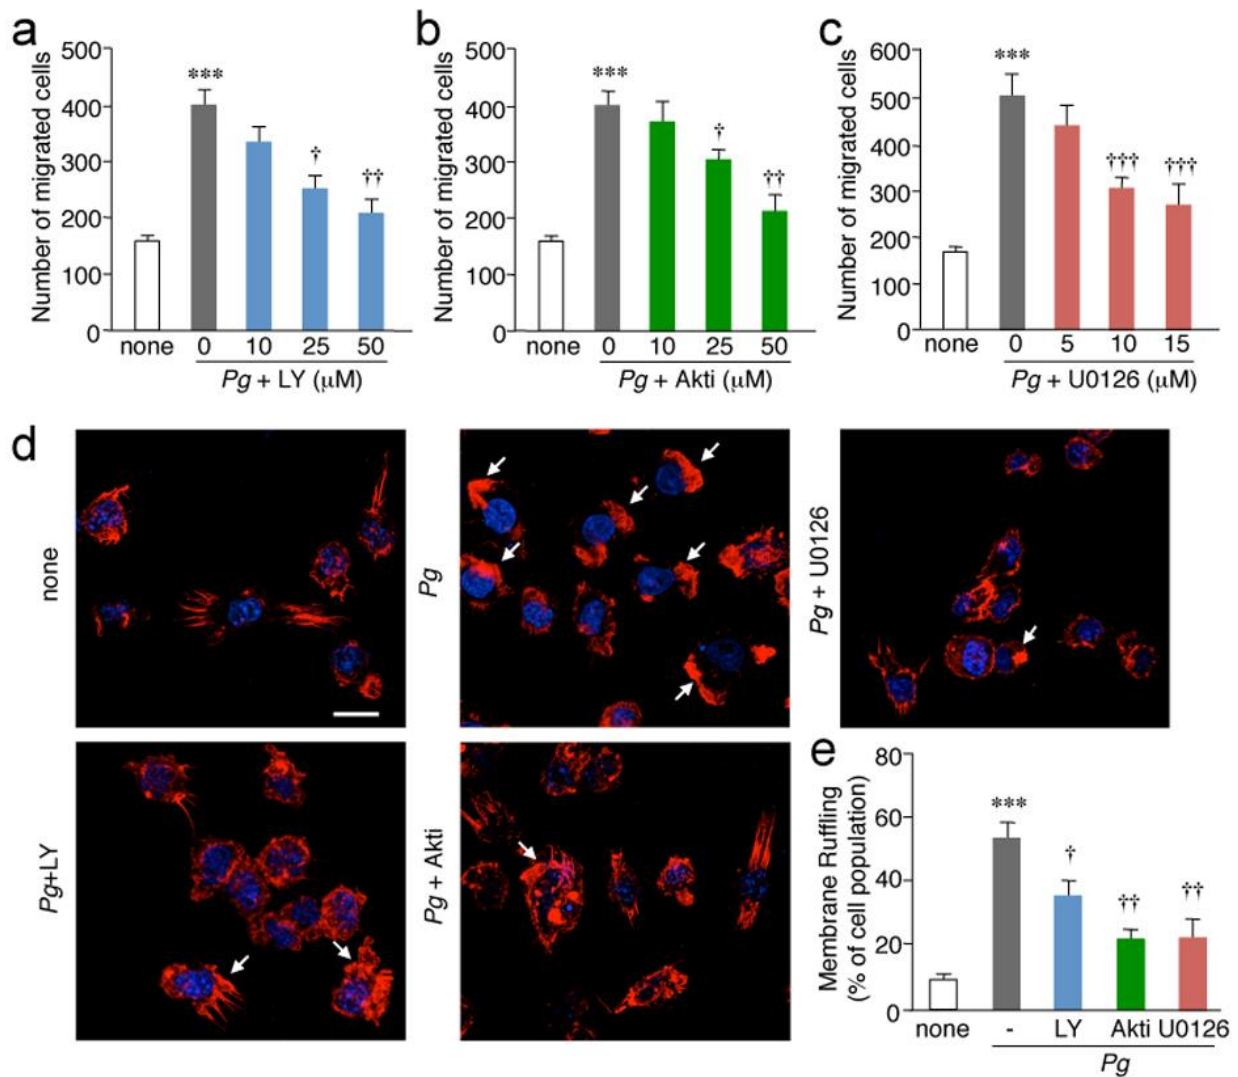 a
Number of migrated cells
500
400
300
200
100
0
***
†
††
none 0 10 25 50
Pg + LY (µM)
b
Number of migrated cells
500
400
300
200
100
0
***
†
††
none 0 10 25 50
Pg + Akti (µM)
c
Number of migrated cells
600
500
400
300
200
100
0
***
†††
†††
none 0 5 10 15
Pg + U0126 (µM)
d
none
Pg
Pg + U0126
Pg+LY
Pg + Akti
e
Membrane Ruffling
(% of cell population)
80
60
40
20
0
***
†
††
††
none - LY Akti U0126
Pg